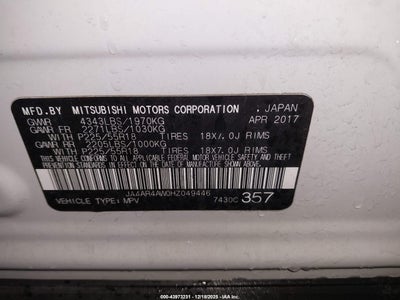 MFD.BY MITSUBISHI MOTORS CORPORATION , JAPAN
GVWR 4343LBS/1970KG APR 2017
GAWR FR 2271LBS/1030KG
WITH P225/55R18 TIRES 18X7.0J RIMS
GAWR RR 2205LBS/1000KG
WITH P225/55R18 TIRES 18X7.0J RIMS
JA4AR4AW0HZ049446
VEHICLE TYPE:MPV 7430C 357
000-43973251 - 12/18/2025 - USEAST2